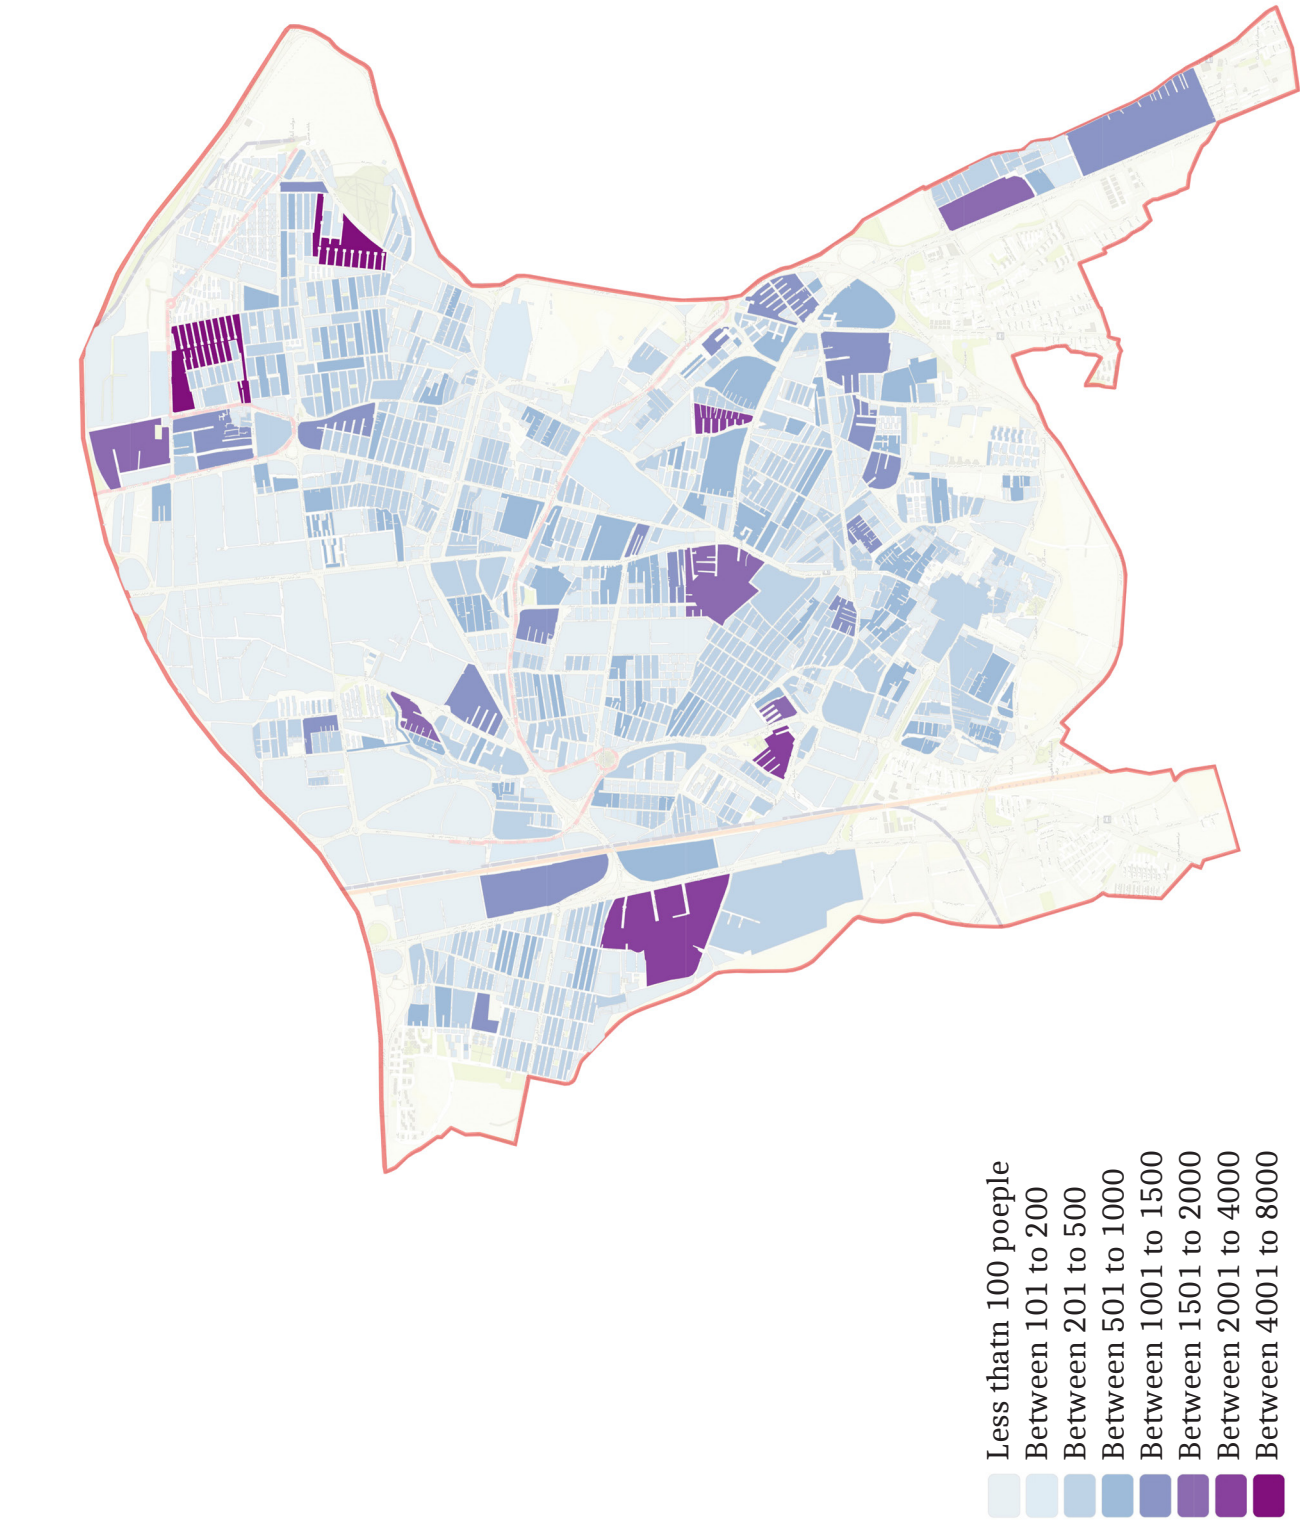 Less thatn 100 poeple
Between 101 to 200
Between 201 to 500
Between 501 to 1000
Between 1001 to 1500
Between 1501 to 2000
Between 2001 to 4000
Between 4001 to 8000